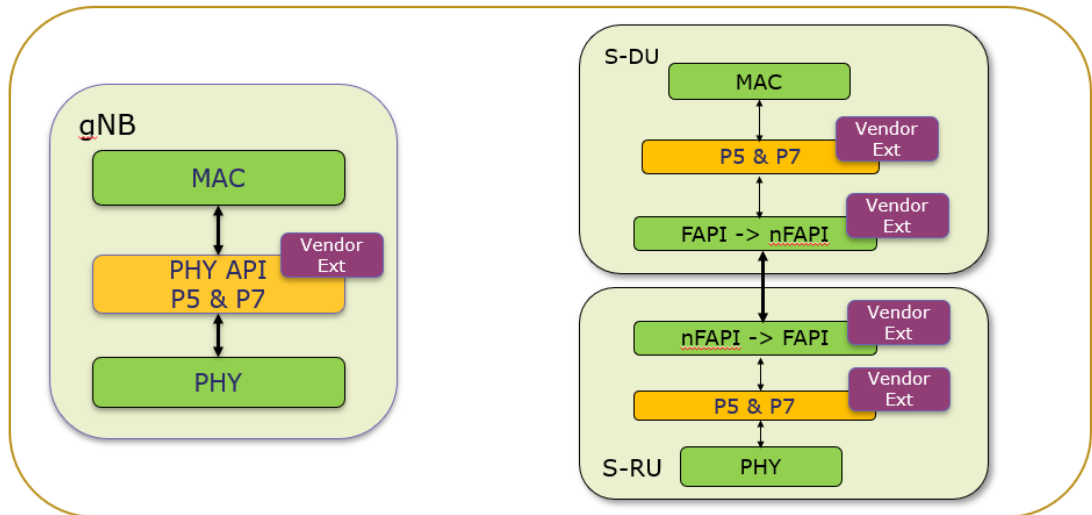 gNB
MAC
Vendor
Ext
PHY API
P5 & P7
PHY
S-DU
MAC
Vendor
Ext
P5 & P7
Vendor
Ext
FAPI -> nFAPI
Vendor
Ext
nFAPI -> FAPI
Vendor
Ext
P5 & P7
S-RU
PHY